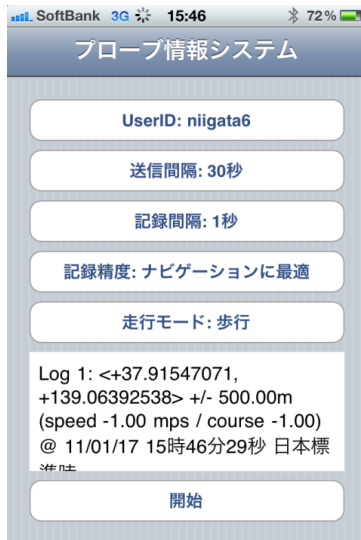 SoftBank 3G 15:46 72%
プローブ情報システム
UserID: niigata6
送信間隔: 30秒
記録間隔: 1秒
記録精度: ナビゲーションに最適
走行モード: 歩行
Log 1: <+37.91547071,
+139.06392538> +/- 500.00m
(speed -1.00 mps / course -1.00)
@ 11/01/17 15時46分29秒 日本標
準時
開始